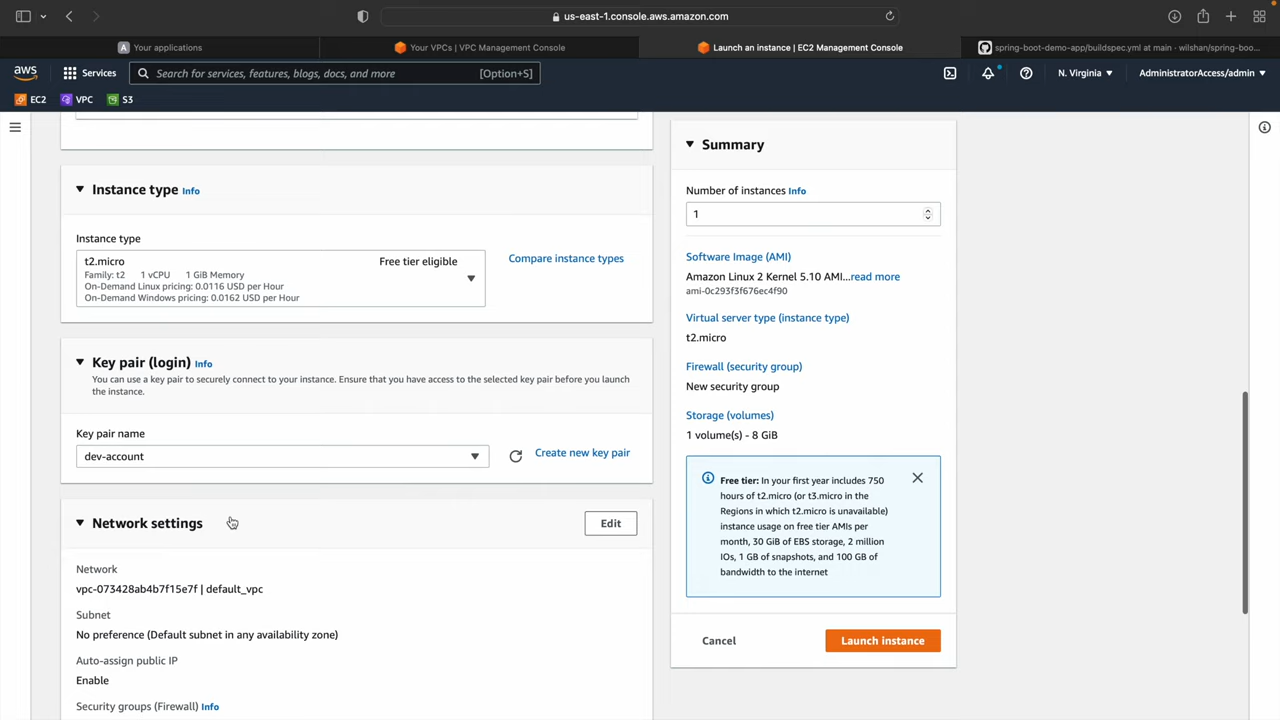 us-east-1.console.aws.amazon.com
Your applications
Your VPCs | VPC Management Console
Launch an instance | EC2 Management Console
spring-boot-demo-app/buildspec.yml at main · wilshan/spring-boo...
aws
Services
Search for services, features, blogs, docs, and more
[Option+S]
N. Virginia
AdministratorAccess/admin
EC2
VPC
S3
Instance type Info
Instance type
t2.micro
Free tier eligible
Family: t2 1 vCPU 1 GiB Memory
On-Demand Linux pricing: 0.0116 USD per Hour
On-Demand Windows pricing: 0.0162 USD per Hour
Compare instance types
Key pair (login) Info
You can use a key pair to securely connect to your instance. Ensure that you have access to the selected key pair before you launch
the instance.
Key pair name
dev-account
Create new key pair
Network settings
Edit
Network
vpc-073428ab4b7f15e7f | default_vpc
Subnet
No preference (Default subnet in any availability zone)
Auto-assign public IP
Enable
Security groups (Firewall) Info
Summary
Number of instances Info
1
Software Image (AMI)
Amazon Linux 2 Kernel 5.10 AMI...read more
ami-0c293f3f676ec4f90
Virtual server type (instance type)
t2.micro
Firewall (security group)
New security group
Storage (volumes)
1 volume(s) - 8 GiB
Free tier: In your first year includes 750
hours of t2.micro (or t3.micro in the
Regions in which t2.micro is unavailable)
instance usage on free tier AMIs per
month, 30 GiB of EBS storage, 2 million
IOs, 1 GB of snapshots, and 100 GB of
bandwidth to the internet
Cancel
Launch instance